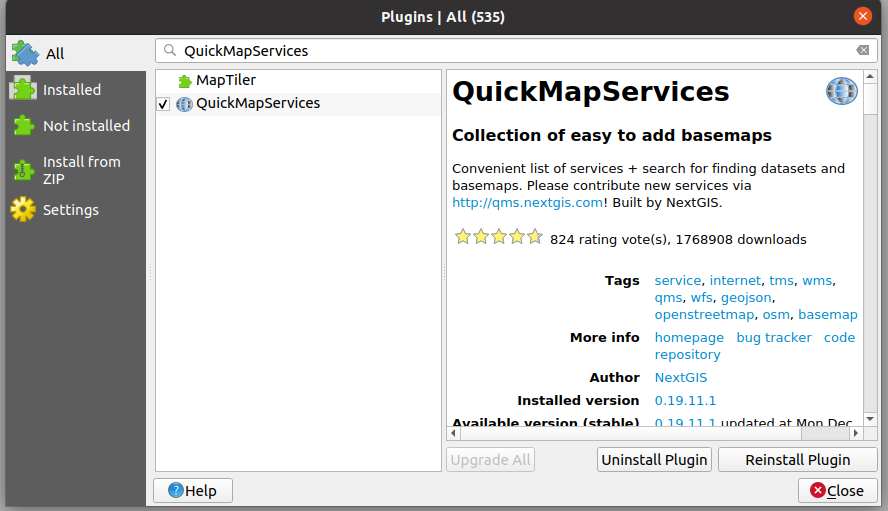 Plugins | All (535)
All
Installed
Not installed
Install from
ZIP
Settings
QuickMapServices
MapTiler
QuickMapServices
QuickMapServices
Collection of easy to add basemaps
Convenient list of services + search for finding datasets and
basemaps. Please contribute new services via
http://qms.nextgis.com! Built by NextGIS.
824 rating vote(s), 1768908 downloads
Tags service, internet, tms, wms,
qms, wfs, geojson,
openstreetmap, osm, basemap
More info homepage bug tracker code
repository
Author NextGIS
Installed version 0.19.11.1
Available version (stable) 0.19.11.1 updated at Mon Dec
Upgrade All Uninstall Plugin Reinstall Plugin
Help Close